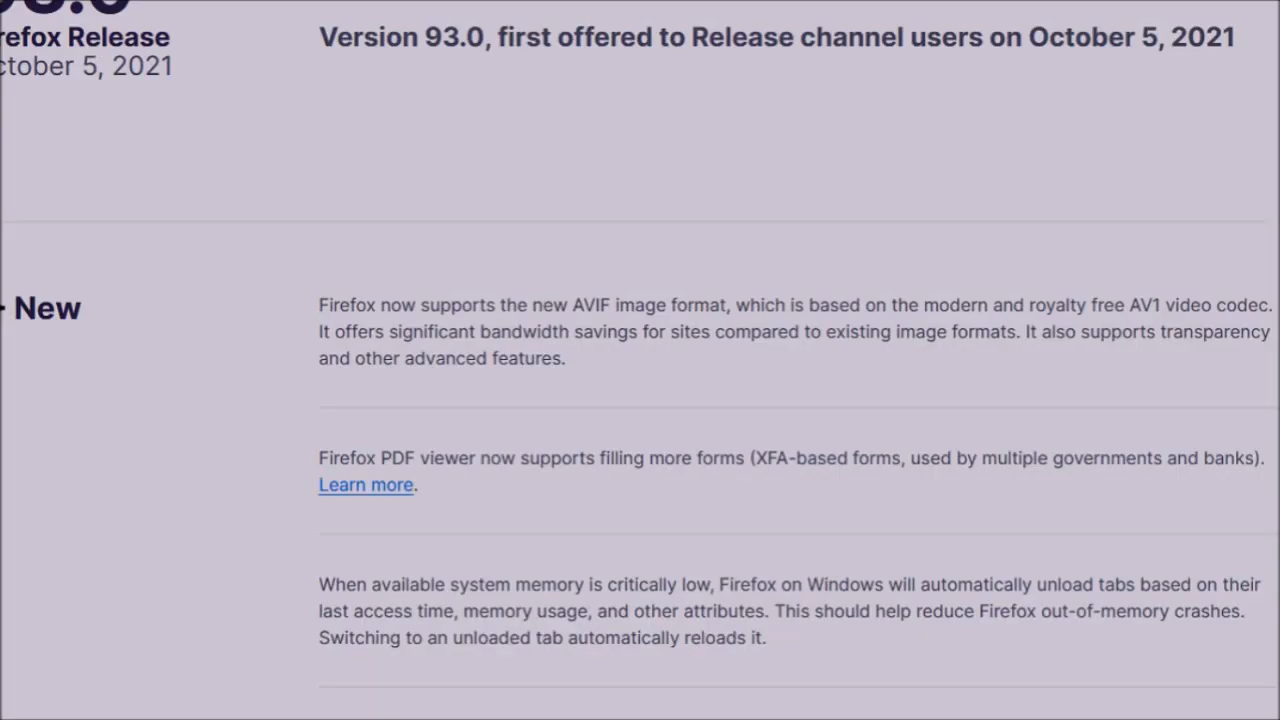 Firefox Release
October 5, 2021
Version 93.0, first offered to Release channel users on October 5, 2021
New
Firefox now supports the new AVIF image format, which is based on the modern and royalty free AV1 video codec.
It offers significant bandwidth savings for sites compared to existing image formats. It also supports transparency
and other advanced features.
Firefox PDF viewer now supports filling more forms (XFA-based forms, used by multiple governments and banks).
Learn more.
When available system memory is critically low, Firefox on Windows will automatically unload tabs based on their
last access time, memory usage, and other attributes. This should help reduce Firefox out-of-memory crashes.
Switching to an unloaded tab automatically reloads it.